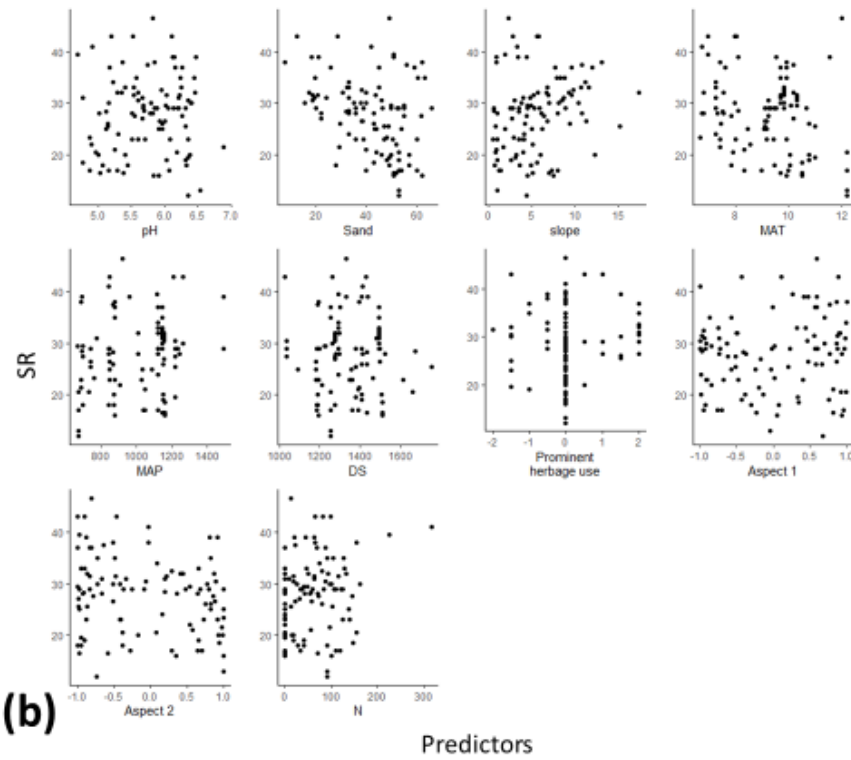 40
30
20
5.0 5.5 6.0 6.5 7.0
pH
40
30
20
20 40 60
Sand
40
30
20
0 5 10 15
slope
40
30
20
8 10 12
MAT
SR
40
30
20
800 1000 1200 1400
MAP
40
30
20
1000 1200 1400 1600
DS
40
30
20
-2 -1 0 1 2
Prominent
herbage use
40
30
20
-1.0 -0.5 0.0 0.5 1.0
Aspect 1
40
30
20
-1.0 -0.5 0.0 0.5 1.0
Aspect 2
40
30
20
0 100 200 300
N
(b)
Predictors